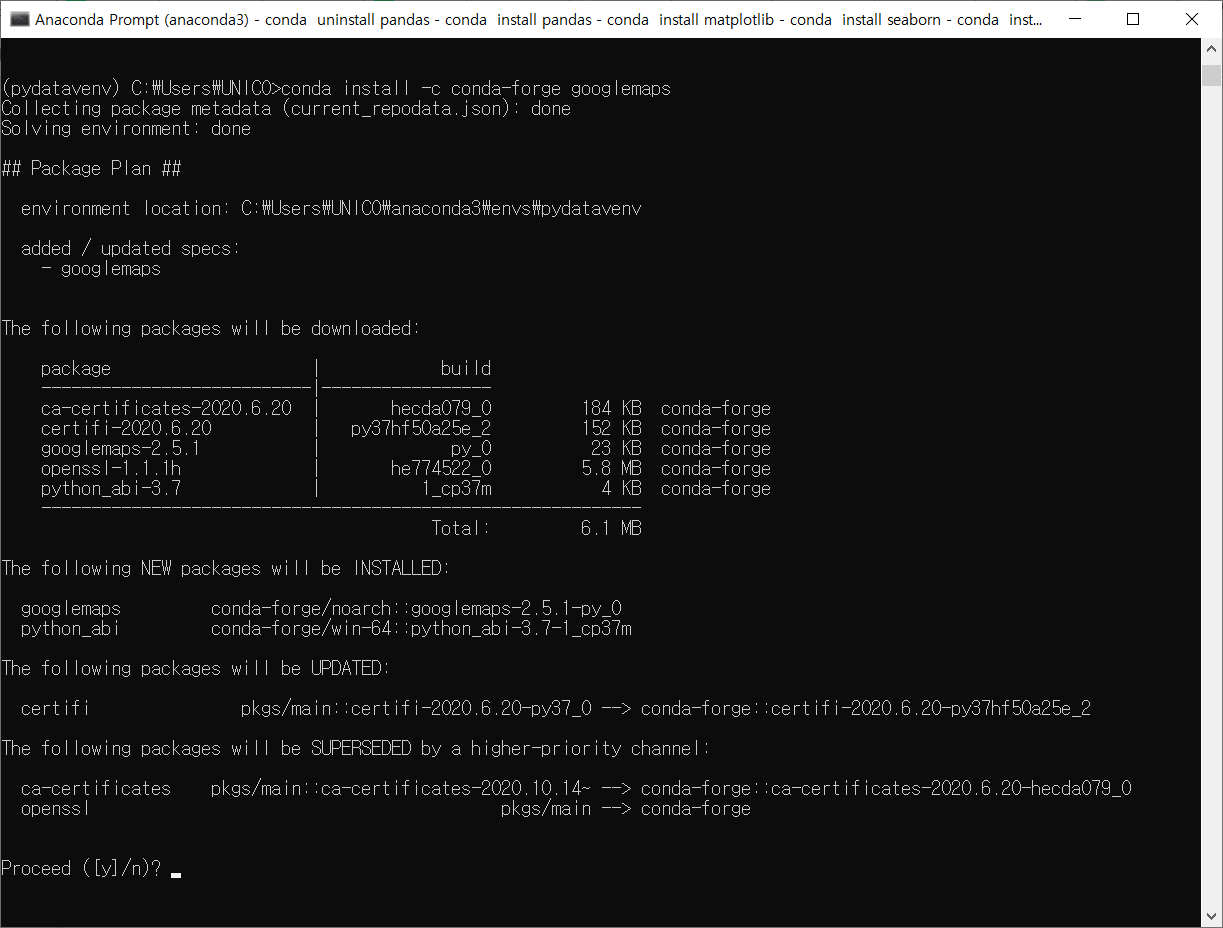 Anaconda Prompt (anaconda3) - conda  uninstall pandas - conda  install pandas - conda  install matplotlib - conda  install seaborn - conda  inst...
(pydatavenv) C:₩Users₩UNICO>conda install -c conda-forge googlemaps
Collecting package metadata (current_repodata.json): done
Solving environment: done
## Package Plan ##
  environment location: C:₩Users₩UNICO₩anaconda3₩envs₩pydatavenv
  added / updated specs:
    - googlemaps
The following packages will be downloaded:
    package                    |            build
    ---------------------------|-----------------
    ca-certificates-2020.6.20  |       hecda079_0         184 KB  conda-forge
    certifi-2020.6.20          |   py37hf50a25e_2         152 KB  conda-forge
    googlemaps-2.5.1           |             py_0          23 KB  conda-forge
    openssl-1.1.1h             |       he774522_0         5.8 MB  conda-forge
    python_abi-3.7             |          1_cp37m           4 KB  conda-forge
    ------------------------------------------------------------
                                           Total:         6.1 MB
The following NEW packages will be INSTALLED:
  googlemaps         conda-forge/noarch::googlemaps-2.5.1-py_0
  python_abi         conda-forge/win-64::python_abi-3.7-1_cp37m
The following packages will be UPDATED:
  certifi               pkgs/main::certifi-2020.6.20-py37_0 --> conda-forge::certifi-2020.6.20-py37hf50a25e_2
The following packages will be SUPERSEDED by a higher-priority channel:
  ca-certificates    pkgs/main::ca-certificates-2020.10.14~ --> conda-forge::ca-certificates-2020.6.20-hecda079_0
  openssl                                         pkgs/main --> conda-forge
Proceed ([y]/n)? _